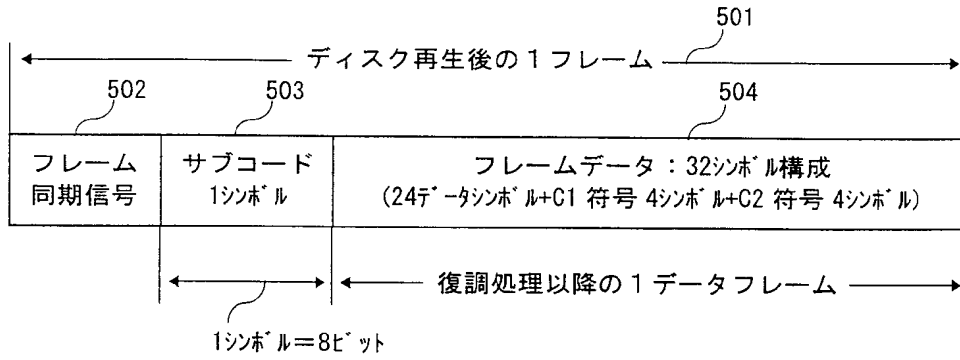 501
ディスク再生後の1フレーム
502
503
504
フレーム
同期信号
サブコード
1シンボル
フレームデータ:32シンボル構成
(24データシンボル+C1 符号 4シンボル+C2 符号 4シンボル)
復調処理以降の1データフレーム
1シンボル=8ビット